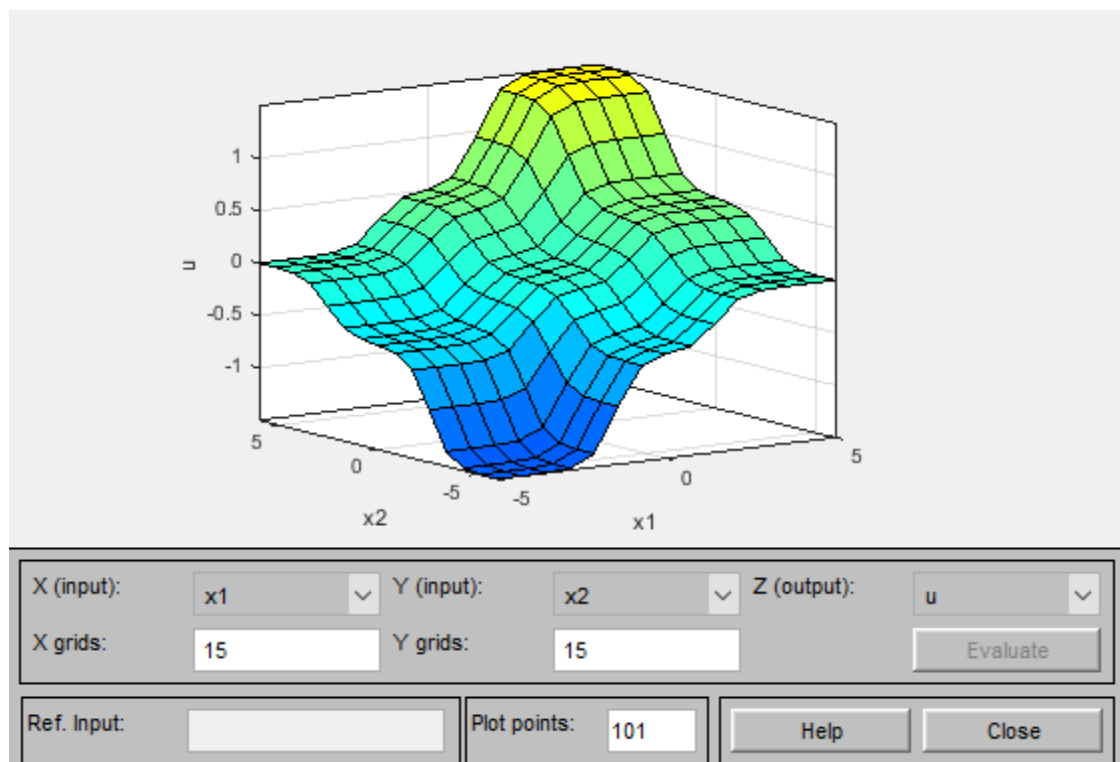 1
0.5
0
-0.5
-1
u
5
0
-5
x2
-5
0
5
x1
X (input): x1 Y (input): x2 Z (output): u
X grids: 15 Y grids: 15 Evaluate
Ref. Input: Plot points: 101 Help Close